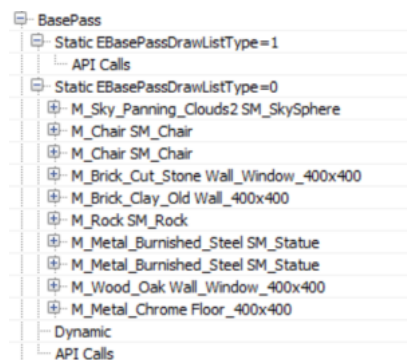 BasePass
Static EBasePassDrawListType=1
API Calls
Static EBasePassDrawListType=0
M_Sky_Panning_Clouds2 SM_SkySphere
M_Chair SM_Chair
M_Chair SM_Chair
M_Brick_Cut_Stone Wall_Window_400x400
M_Brick_Clay_Old Wall_400x400
M_Rock SM_Rock
M_Metal_Burnished_Steel SM_Statue
M_Metal_Burnished_Steel SM_Statue
M_Wood_Oak Wall_Window_400x400
M_Metal_Chrome Floor_400x400
Dynamic
API Calls